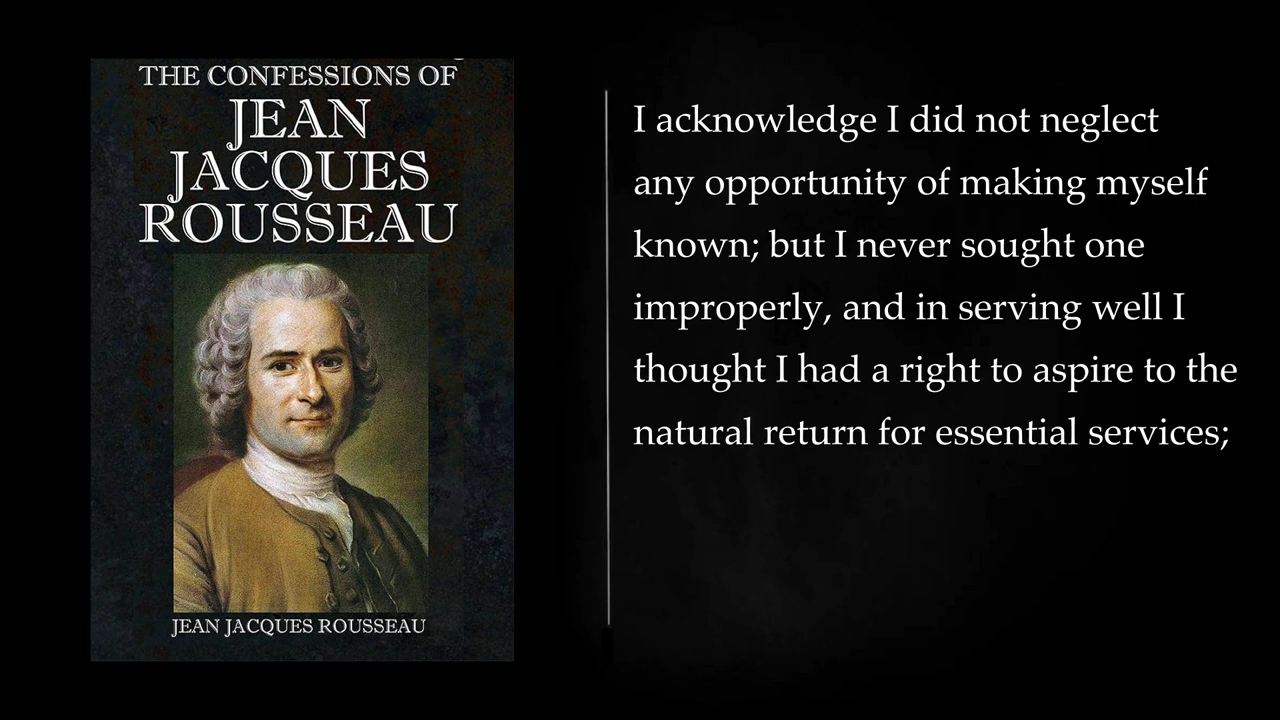 THE CONFESSIONS OF
JEAN
JACQUES
ROUSSEAU
JEAN JACQUES ROUSSEAU
I acknowledge I did not neglect
any opportunity of making myself
known; but I never sought one
improperly, and in serving well I
thought I had a right to aspire to the
natural return for essential services;